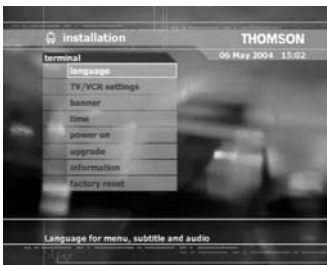 installation
THOMSON
06 May 2004 15:02
terminal
language
TV/VCR settings
banner
time
power on
upgrade
information
factory reset
Language for menu, subtitle and audio